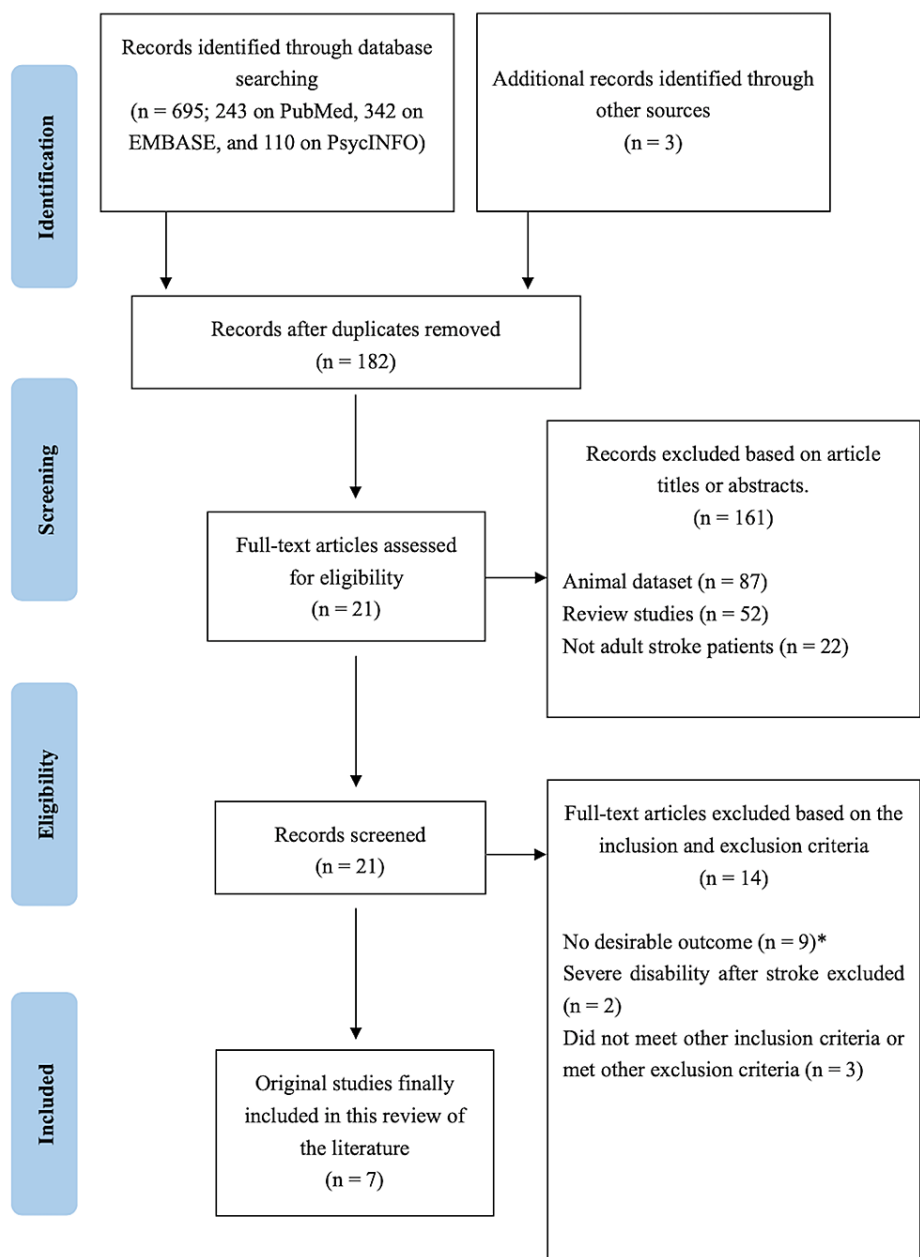 Identification
Records identified through database
searching
(n = 695; 243 on PubMed, 342 on
EMBASE, and 110 on PsycINFO)
Additional records identified through
other sources
(n = 3)
Records after duplicates removed
(n = 182)
Screening
Full-text articles assessed
for eligibility
(n = 21)
Records excluded based on article
titles or abstracts.
(n = 161)
Animal dataset (n = 87)
Review studies (n = 52)
Not adult stroke patients (n = 22)
Eligibility
Records screened
(n = 21)
Full-text articles excluded based on the
inclusion and exclusion criteria
(n = 14)
No desirable outcome (n = 9)*
Severe disability after stroke excluded
(n = 2)
Did not meet other inclusion criteria or
met other exclusion criteria (n = 3)
Included
Original studies finally
included in this review of
the literature
(n = 7)